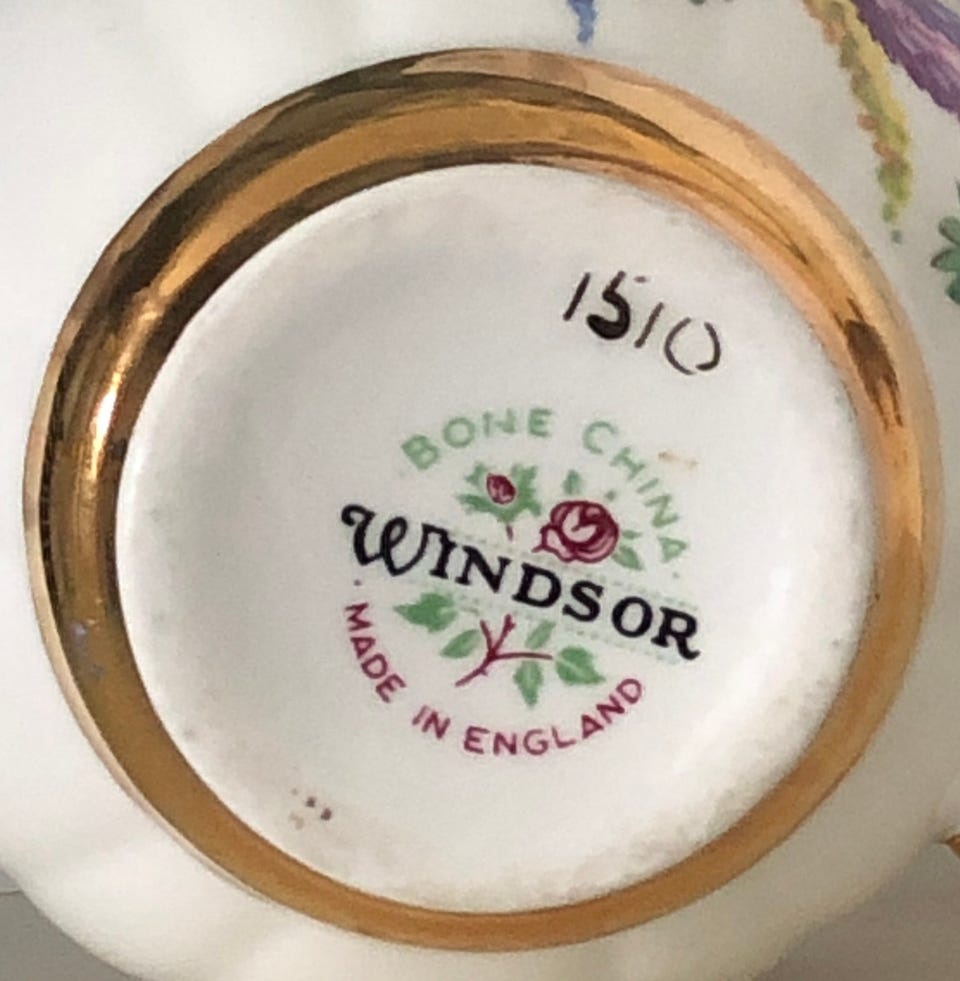 1510
BONE CHINA
WINDSOR
MADE IN ENGLAND